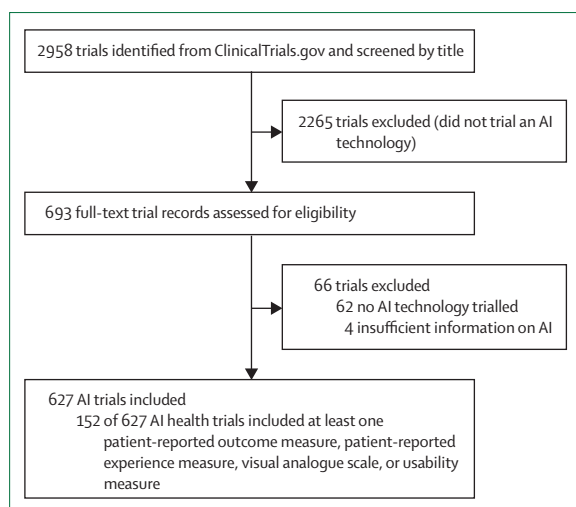 2958 trials identified from ClinicalTrials.gov and screened by title
2265 trials excluded (did not trial an AI
technology)
693 full-text trial records assessed for eligibility
66 trials excluded
62 no AI technology trialled
4 insufficient information on AI
627 AI trials included
152 of 627 AI health trials included at least one
patient-reported outcome measure, patient-reported
experience measure, visual analogue scale, or usability
measure